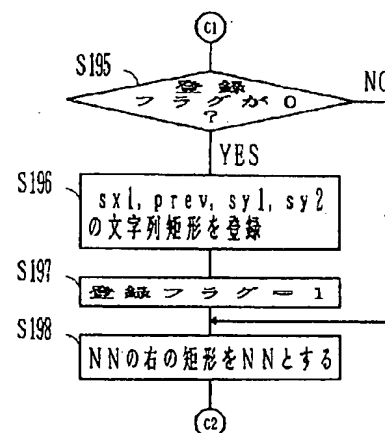 C1
S195
登録
フラグが0
?
NO
YES
S196
sx1, prev, sy1, sy2
の文字列矩形を登録
S197
登録フラグ=1
S198
NNの右の矩形をNNとする
C2